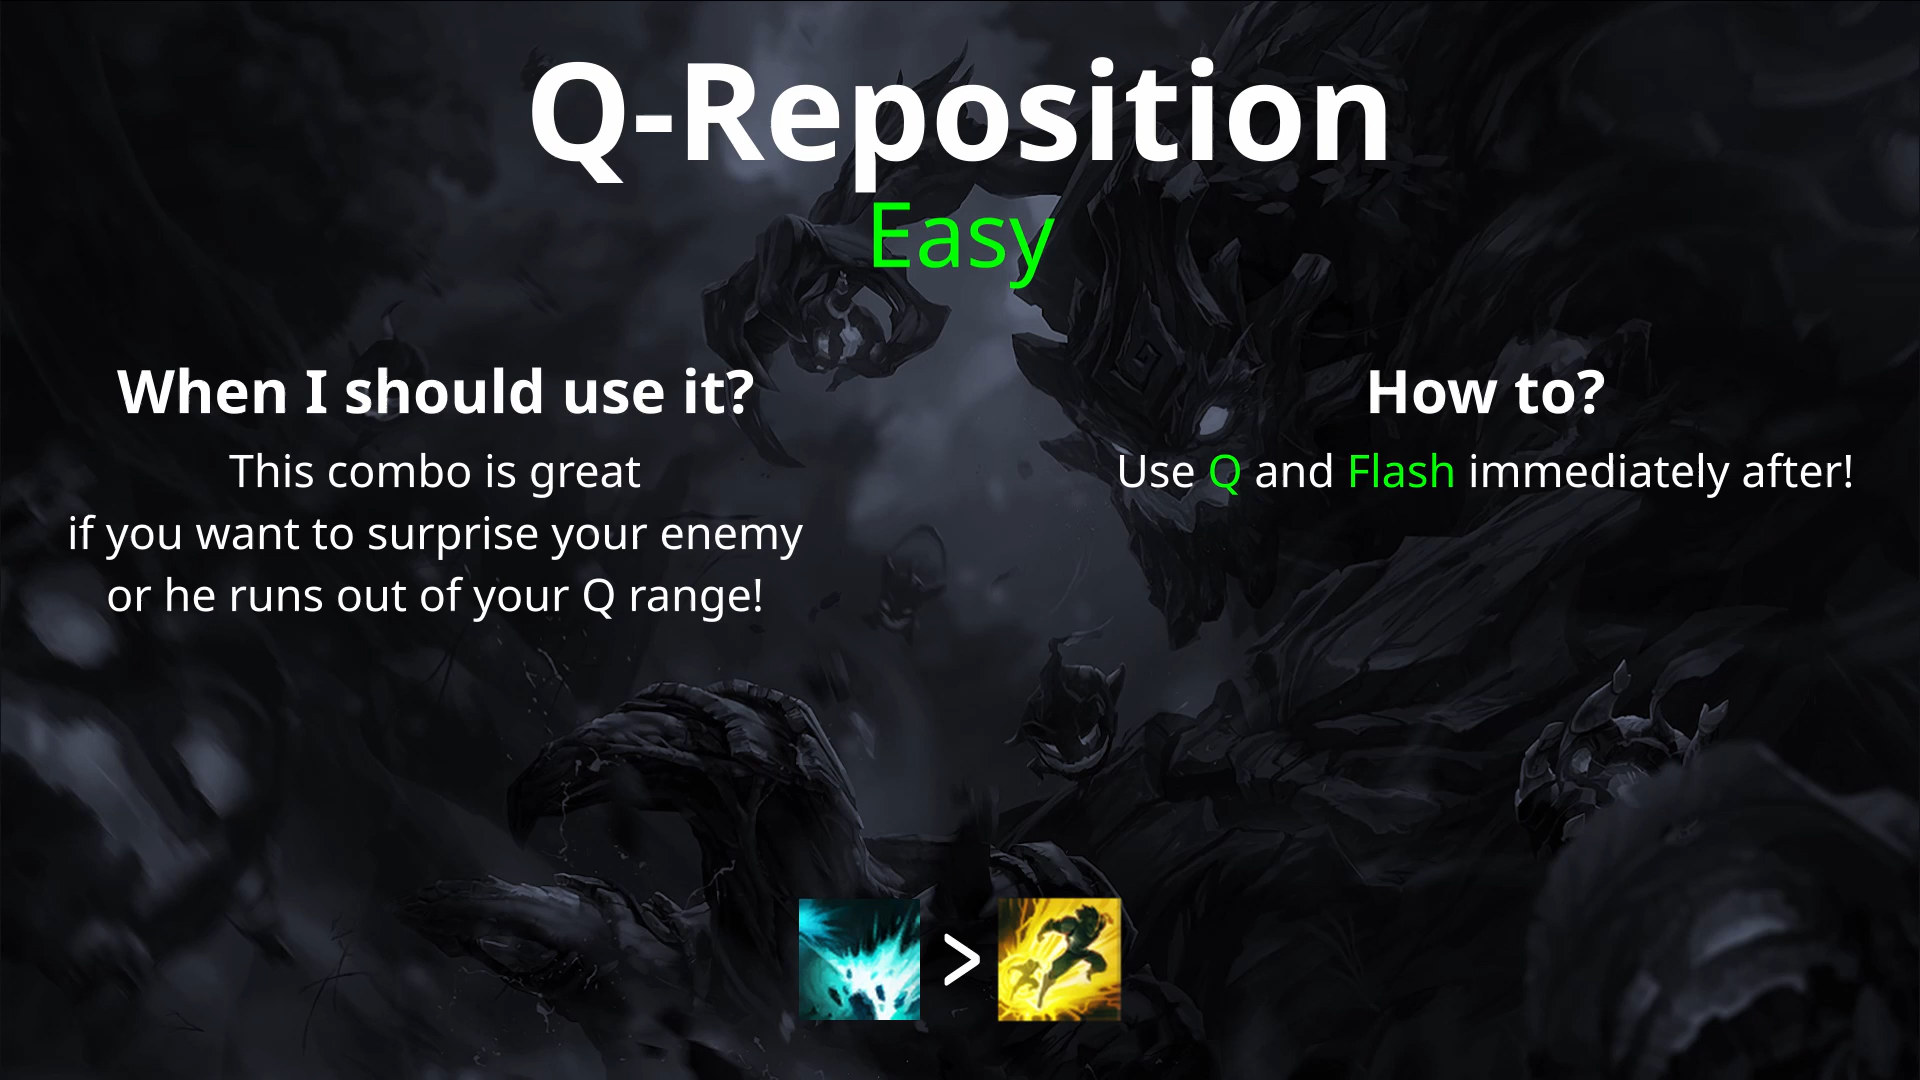 Q-Reposition
Easy
When I should use it?
This combo is great
if you want to surprise your enemy
or he runs out of your Q range!
How to?
Use Q and Flash immediately after!
>